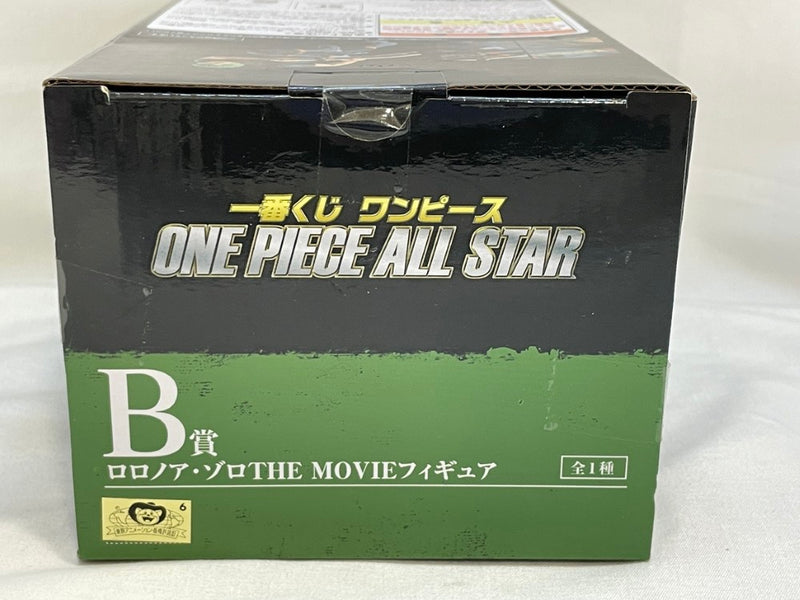 一番くじ ワンピース
ONE PIECE ALL STAR
B賞
ロロノア・ゾロTHE MOVIEフィギュア
全1種
6